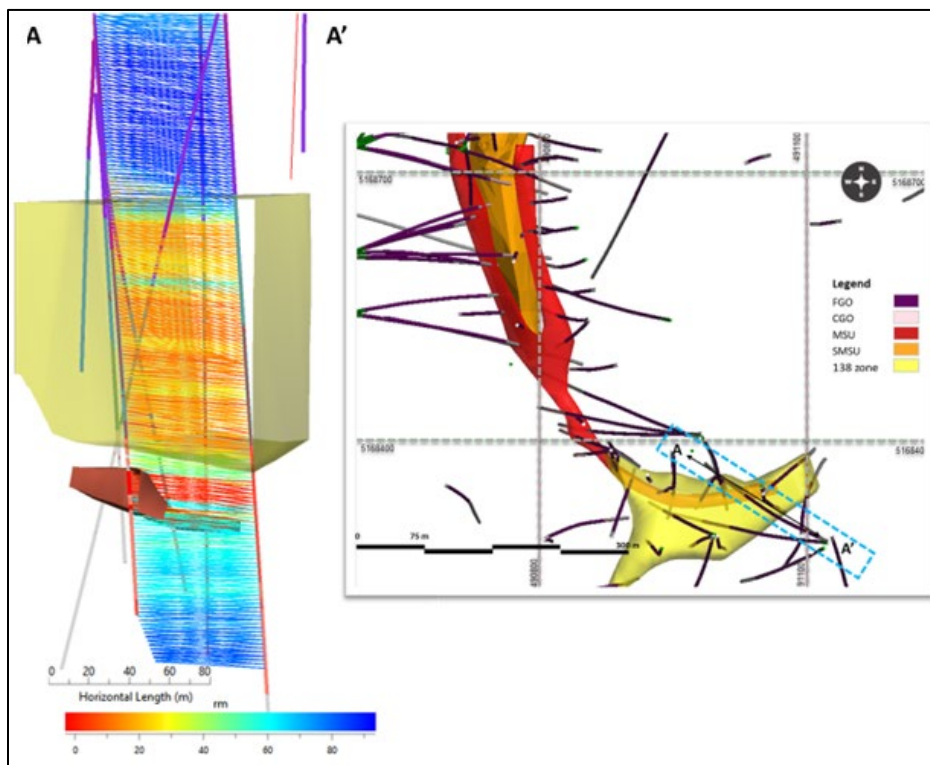 A
A'
0 20 40 60 80
Horizontal Length (m)
rm
0 20 40 60 80
491100
5168700
5168700
Legend
FGO
CGO
MSU
SMSU
138 zone
5168400
516840
A
A'
0 75 m
490800